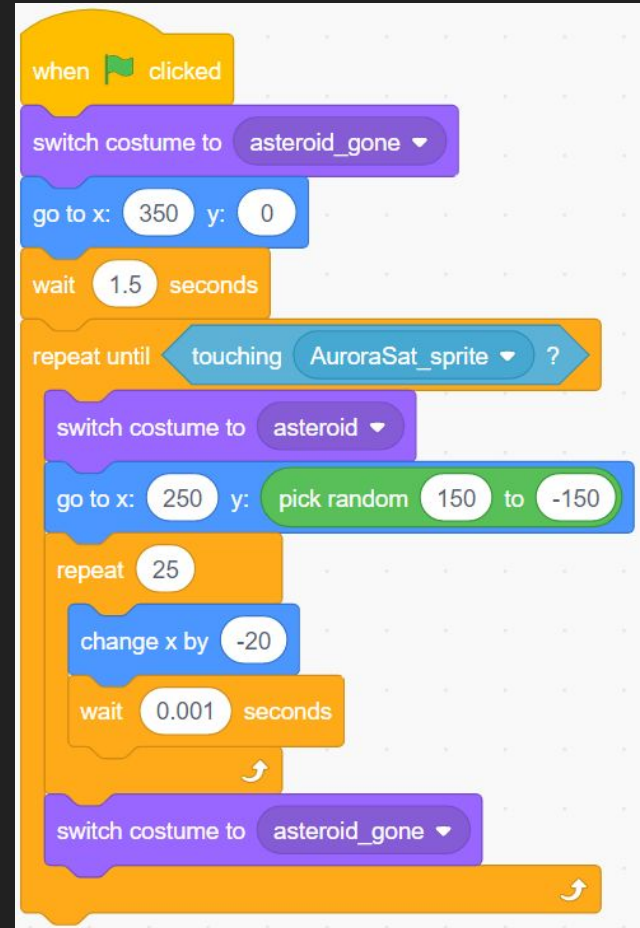 when clicked
switch costume to asteroid_gone
go to x: 350 y: 0
wait 1.5 seconds
repeat until touching AuroraSat_sprite ?
switch costume to asteroid
go to x: 250 y: pick random 150 to -150
repeat 25
change x by -20
wait 0.001 seconds
switch costume to asteroid_gone